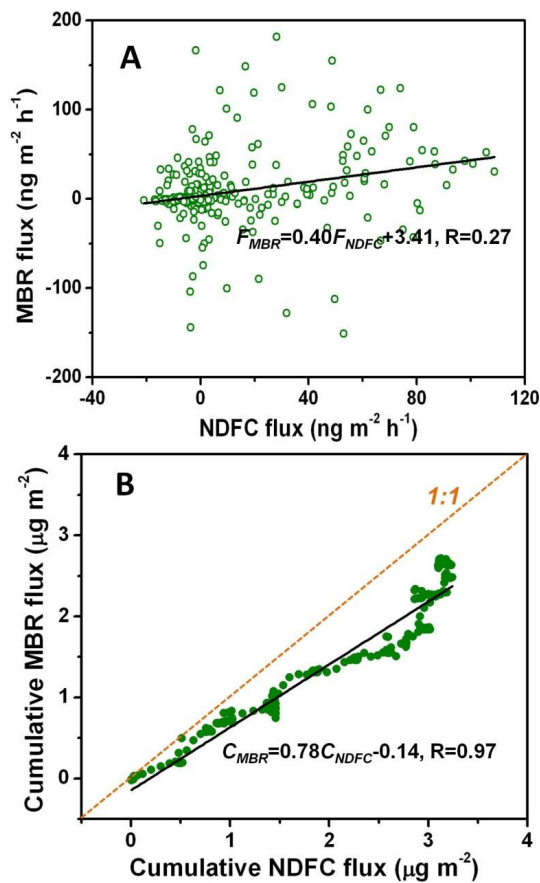 A
MBR flux (ng m⁻² h⁻¹)
200
100
0
-100
-200
F_MBR=0.40F_NDFC+3.41, R=0.27
-40 0 40 80 120
NDFC flux (ng m⁻² h⁻¹)
B
1:1
Cumulative MBR flux (μg m⁻²)
4
3
2
1
0
C_MBR=0.78C_NDFC-0.14, R=0.97
0 1 2 3 4
Cumulative NDFC flux (μg m⁻²)